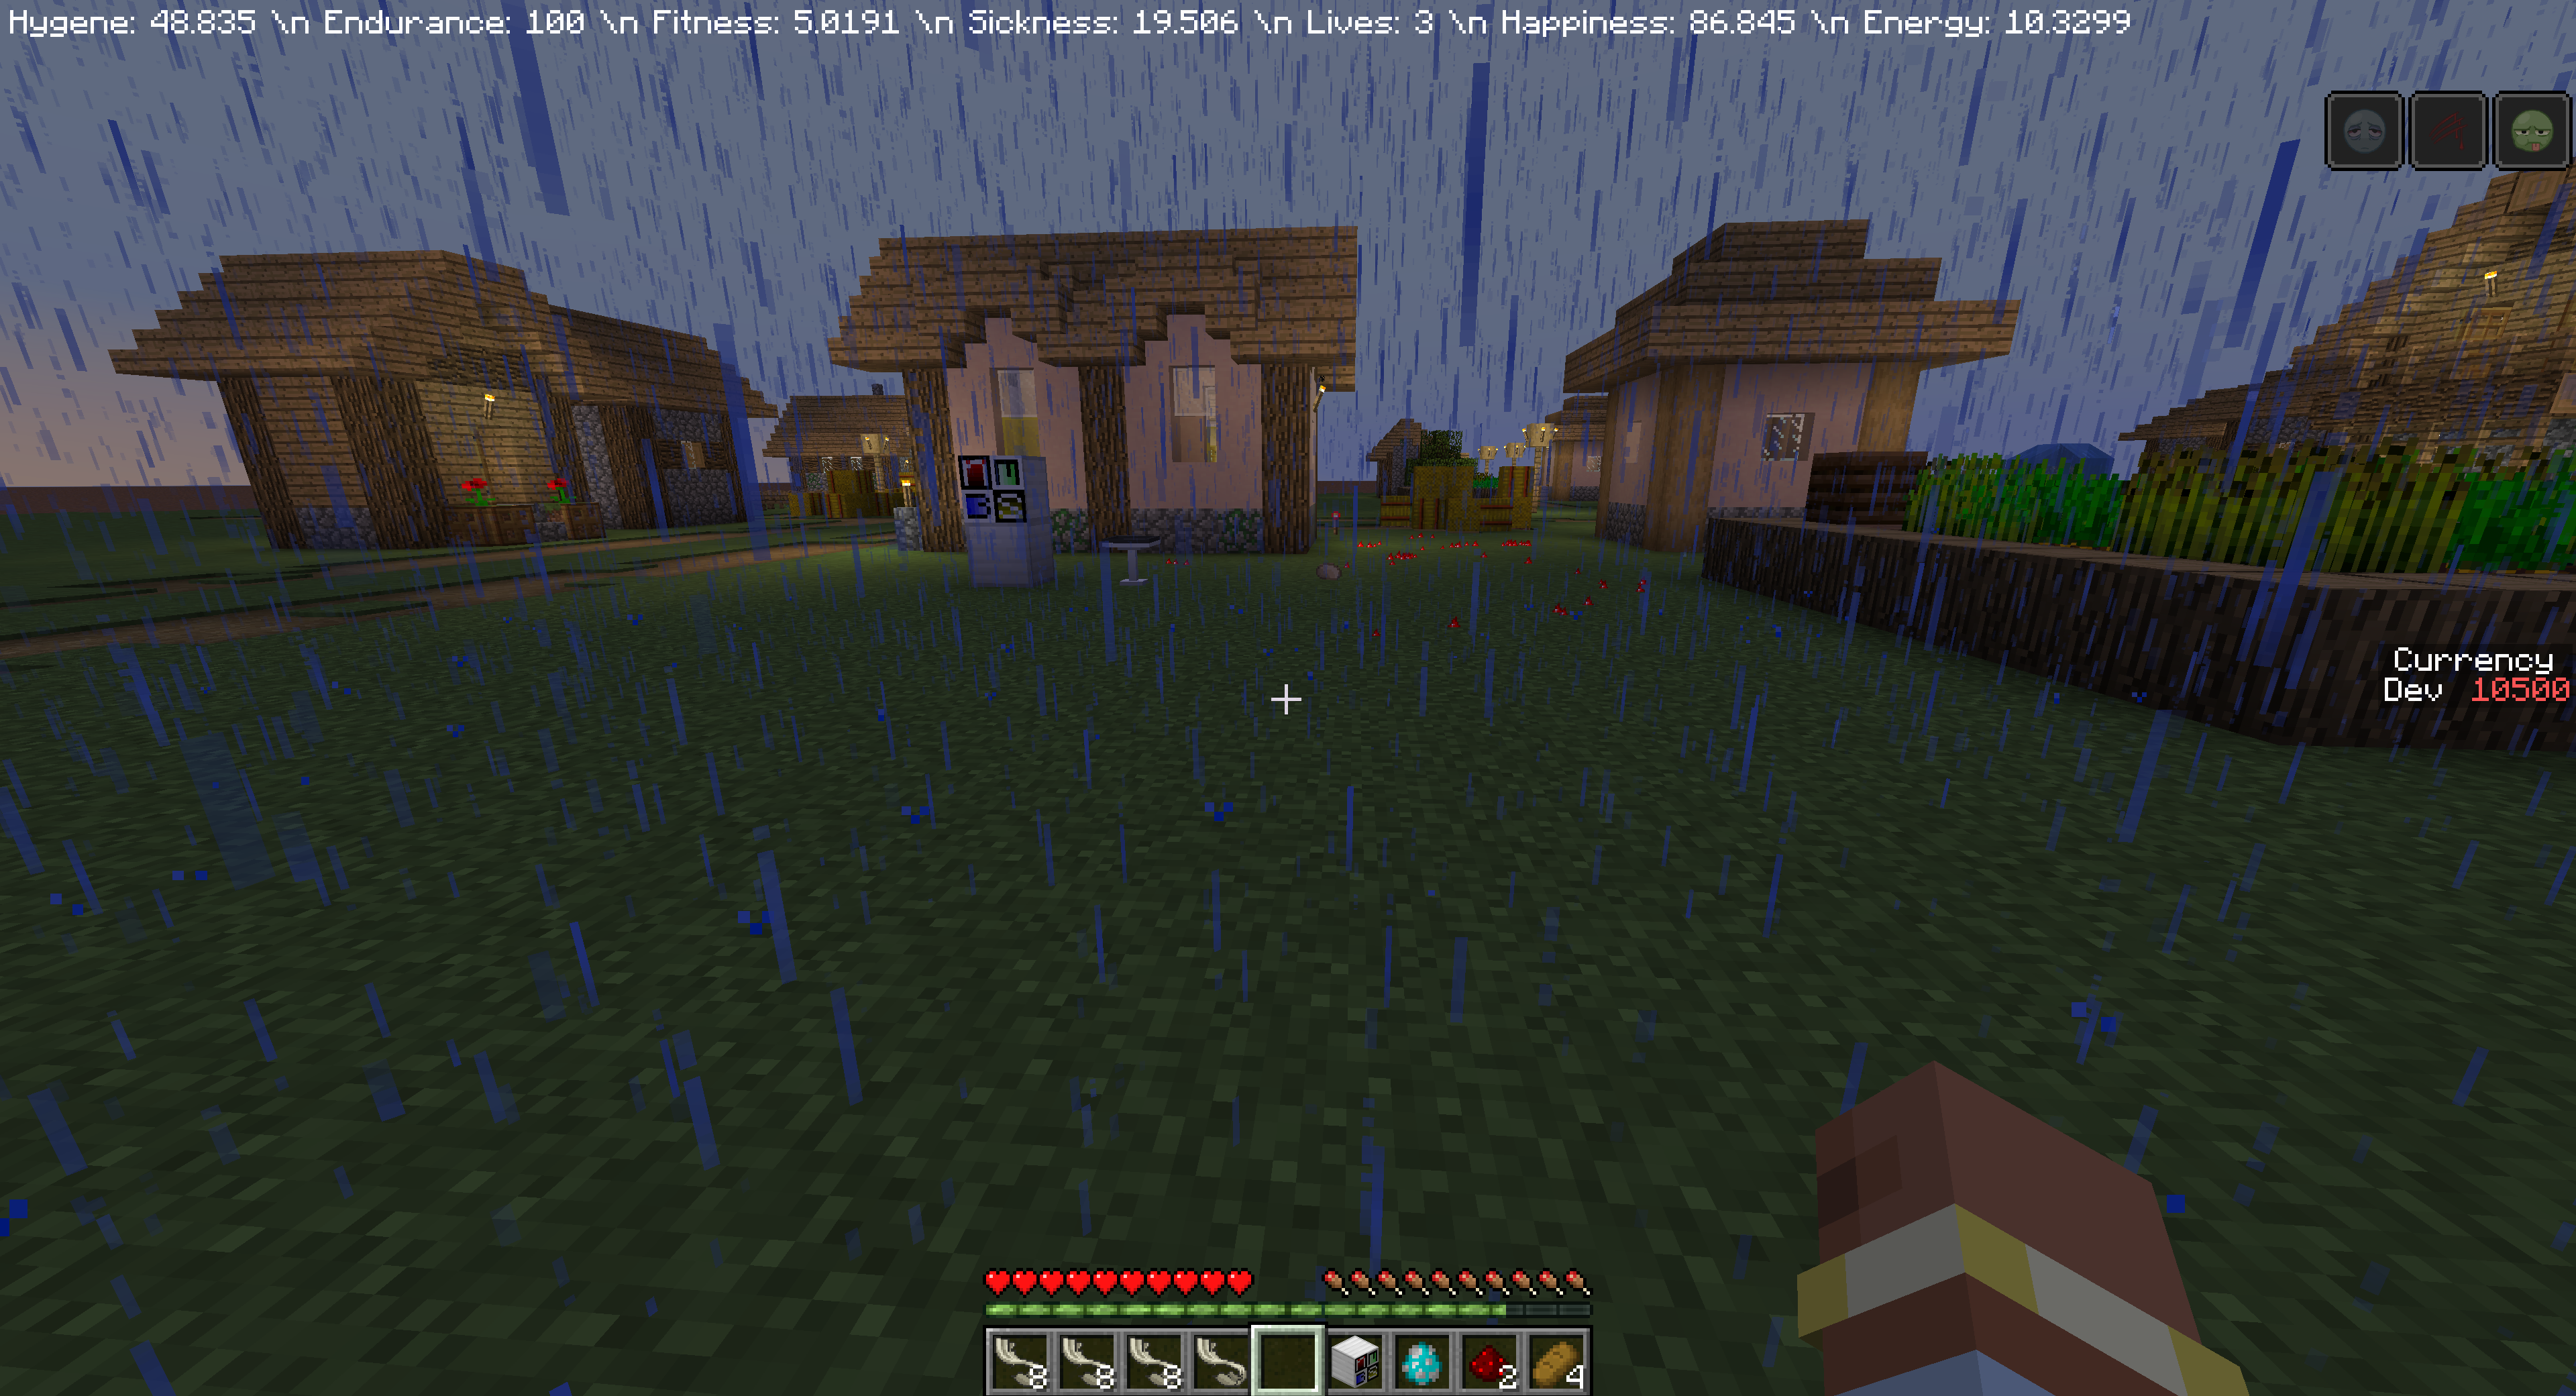 Hygene: 48.835 \n Endurance: 100 \n Fitness: 5.0191 \n Sickness: 19.506 \n Lives: 3 \n Happiness: 86.845 \n Energy: 10.3299
Currency
Dev 10500
8 8 8 2 4